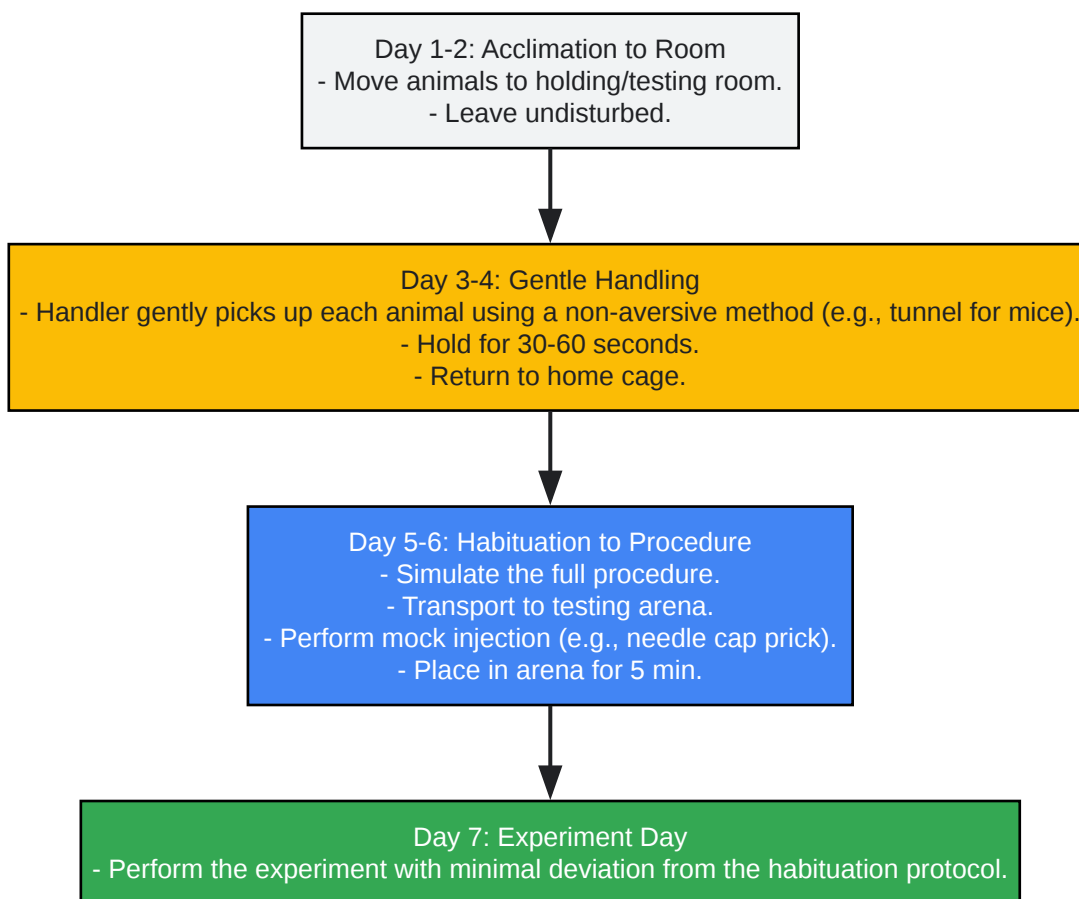 Day 1-2: Acclimation to Room
- Move animals to holding/testing room.
- Leave undisturbed.
Day 3-4: Gentle Handling
- Handler gently picks up each animal using a non-aversive method (e.g., tunnel for mice).
- Hold for 30-60 seconds.
- Return to home cage.
Day 5-6: Habituation to Procedure
- Simulate the full procedure.
- Transport to testing arena.
- Perform mock injection (e.g., needle cap prick).
- Place in arena for 5 min.
Day 7: Experiment Day
- Perform the experiment with minimal deviation from the habituation protocol.